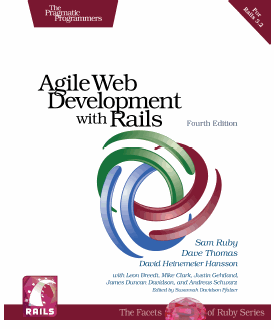 The
Pragmatic
Programmers
For
Rails 3.2
Agile Web
Development
with Rails
Fourth Edition
Sam Ruby
Dave Thomas
David Heinemeier Hansson
with Leon Breedt, Mike Clark, Justin Gehtland,
James Duncan Davidson, and Andreas Schwarz
Edited by Susannah Davidson Pfalzer
RAILS
The Facets
of Ruby Series